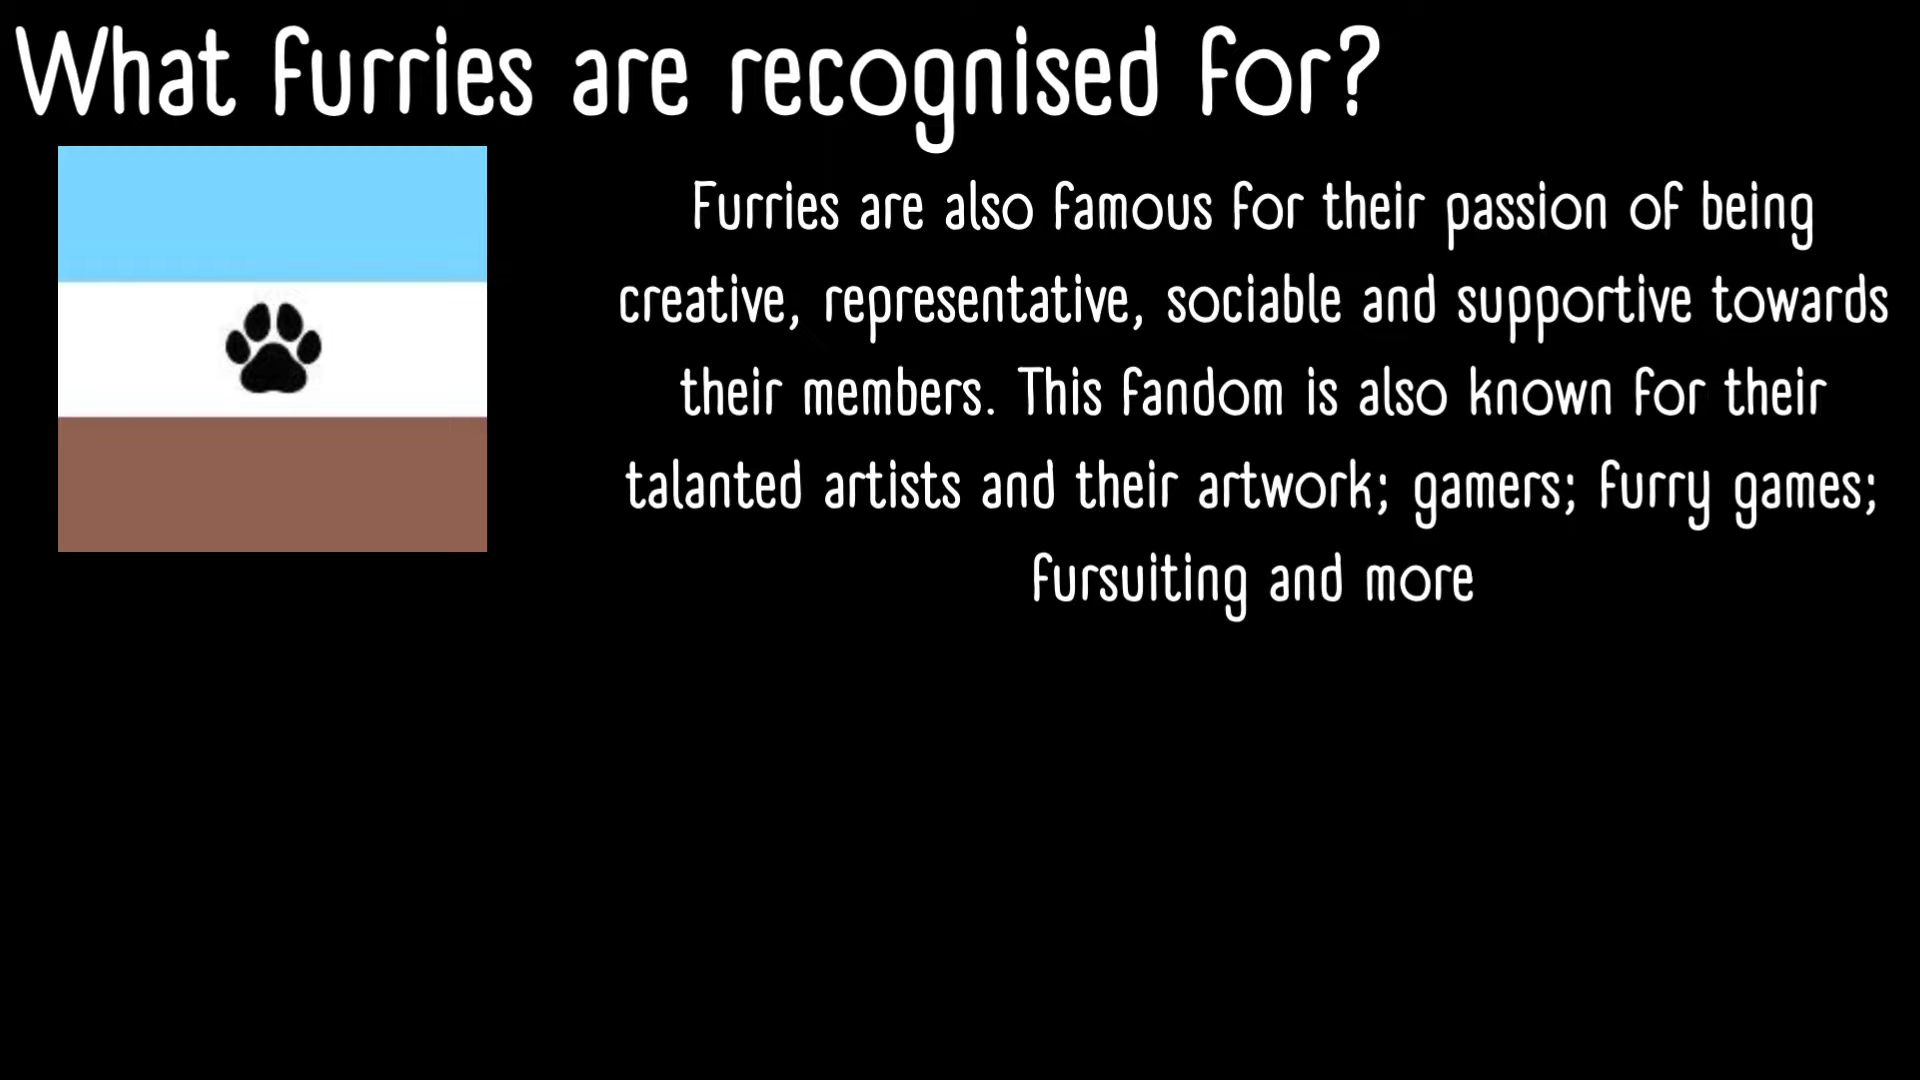 What furries are recognised for?
Furries are also famous for their passion of being
creative, representative, sociable and supportive towards
their members. This fandom is also known for their
talanted artists and their artwork; gamers; furry games;
fursuiting and more